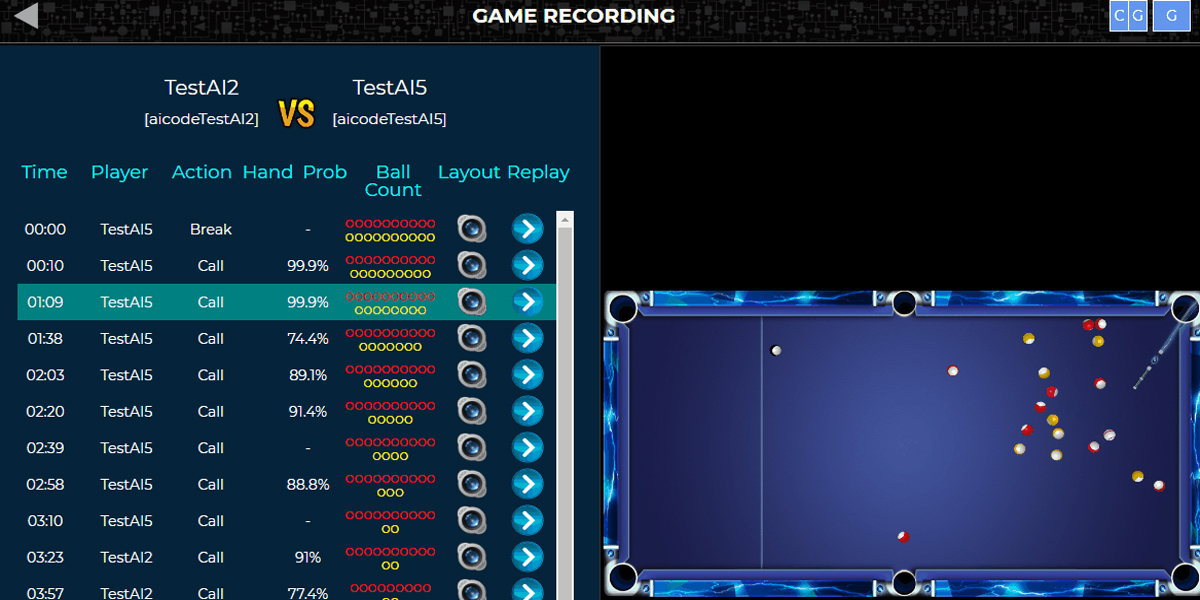 GAME RECORDING
C G G
TestAI2 VS TestAI5
[aicodeTestAI2] [aicodeTestAI5]
Time Player Action Hand Prob Ball Count Layout Replay
00:00 TestAI5 Break - OOOOOOOOOO
OOOOOOOOOO
00:10 TestAI5 Call 99.9% OOOOOOOOOO
OOOOOOOOO
01:09 TestAI5 Call 99.9% OOOOOOOOOO
OOOOOOOO
01:38 TestAI5 Call 74.4% OOOOOOOOOO
OOOOOOO
02:03 TestAI5 Call 89.1% OOOOOOOOOO
OOOOOO
02:20 TestAI5 Call 91.4% OOOOOOOOOO
OOOOO
02:39 TestAI5 Call - OOOOOOOOOO
OOOO
02:58 TestAI5 Call 88.8% OOOOOOOOOO
OOO
03:10 TestAI5 Call - OOOOOOOOOO
OO
03:23 TestAI2 Call 91% OOOOOOOOOO
OO
03:57 TestAI2 Call 77.4% OOOOOOOOO
OO